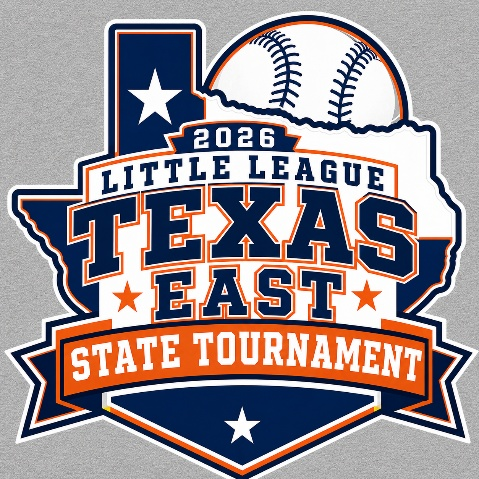 2026
LITTLE LEAGUE
TEXAS
EAST
STATE TOURNAMENT